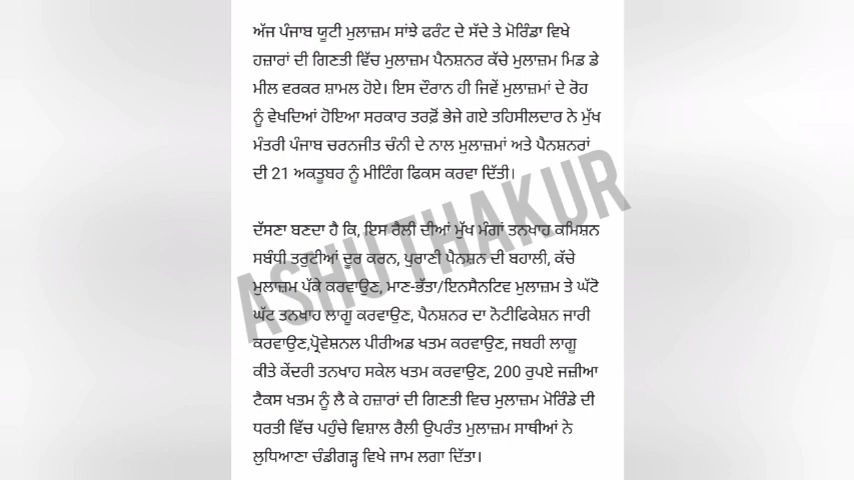 ਅੱਜ ਪੰਜਾਬ ਯੂਟੀ ਮੁਲਾਜ਼ਮ ਸਾਂਝੇ ਫਰੰਟ ਦੇ ਸੱਦੇ ਤੇ ਮੋਰਿੰਡਾ ਵਿਖੇ
ਹਜ਼ਾਰਾਂ ਦੀ ਗਿਣਤੀ ਵਿੱਚ ਮੁਲਾਜ਼ਮ ਪੈਨਸ਼ਨਰ ਕੱਚੇ ਮੁਲਾਜ਼ਮ ਮਿਡ ਡੇ
ਮੀਲ ਵਰਕਰ ਸ਼ਾਮਲ ਹੋਏ। ਇਸ ਦੌਰਾਨ ਹੀ ਜਿਵੇਂ ਮੁਲਾਜ਼ਮਾਂ ਦੇ ਰੋਹ
ਨੂੰ ਵੇਖਦਿਆਂ ਹੋਇਆ ਸਰਕਾਰ ਤਰਫ਼ੋਂ ਭੇਜੇ ਗਏ ਤਹਿਸੀਲਦਾਰ ਨੇ ਮੁੱਖ
ਮੰਤਰੀ ਪੰਜਾਬ ਚਰਨਜੀਤ ਚੰਨੀ ਦੇ ਨਾਲ ਮੁਲਾਜ਼ਮਾਂ ਅਤੇ ਪੈਨਸ਼ਨਰਾਂ
ਦੀ 21 ਅਕਤੂਬਰ ਨੂੰ ਮੀਟਿੰਗ ਫਿਕਸ ਕਰਵਾ ਦਿੱਤੀ।
ਦੱਸਣਾ ਬਣਦਾ ਹੈ ਕਿ, ਇਸ ਰੈਲੀ ਦੀਆਂ ਮੁੱਖ ਮੰਗਾਂ ਤਨਖਾਹ ਕਮਿਸ਼ਨ
ਸਬੰਧੀ ਤਰੁਟੀਆਂ ਦੂਰ ਕਰਨ, ਪੁਰਾਣੀ ਪੈਨਸ਼ਨ ਦੀ ਬਹਾਲੀ, ਕੱਚੇ
ਮੁਲਾਜ਼ਮ ਪੱਕੇ ਕਰਵਾਉਣ, ਮਾਣ-ਭੱਤਾ/ਇਨਸੈਨਟਿਵ ਮੁਲਾਜ਼ਮ ਤੇ ਘੱਟੋ
ਘੱਟ ਤਨਖਾਹ ਲਾਗੂ ਕਰਵਾਉਣ, ਪੈਨਸ਼ਨਰ ਦਾ ਨੋਟੀਫਿਕੇਸ਼ਨ ਜਾਰੀ
ਕਰਵਾਉਣ,ਪ੍ਰੋਵੇਸ਼ਨਲ ਪੀਰੀਅਡ ਖਤਮ ਕਰਵਾਉਣ, ਜਬਰੀ ਲਾਗੂ
ਕੀਤੇ ਕੇਂਦਰੀ ਤਨਖਾਹ ਸਕੇਲ ਖਤਮ ਕਰਵਾਉਣ, 200 ਰੁਪਏ ਜਜ਼ੀਆ
ਟੈਕਸ ਖਤਮ ਨੂੰ ਲੈ ਕੇ ਹਜ਼ਾਰਾਂ ਦੀ ਗਿਣਤੀ ਵਿਚ ਮੁਲਾਜ਼ਮ ਮੋਰਿੰਡੇ ਦੀ
ਧਰਤੀ ਵਿੱਚ ਪਹੁੰਚੇ ਵਿਸ਼ਾਲ ਰੈਲੀ ਉਪਰੰਤ ਮੁਲਾਜ਼ਮ ਸਾਥੀਆਂ ਨੇ
ਲੁਧਿਆਣਾ ਚੰਡੀਗੜ੍ਹ ਵਿਖੇ ਜਾਮ ਲਗਾ ਦਿੱਤਾ।
ASHU THAKUR